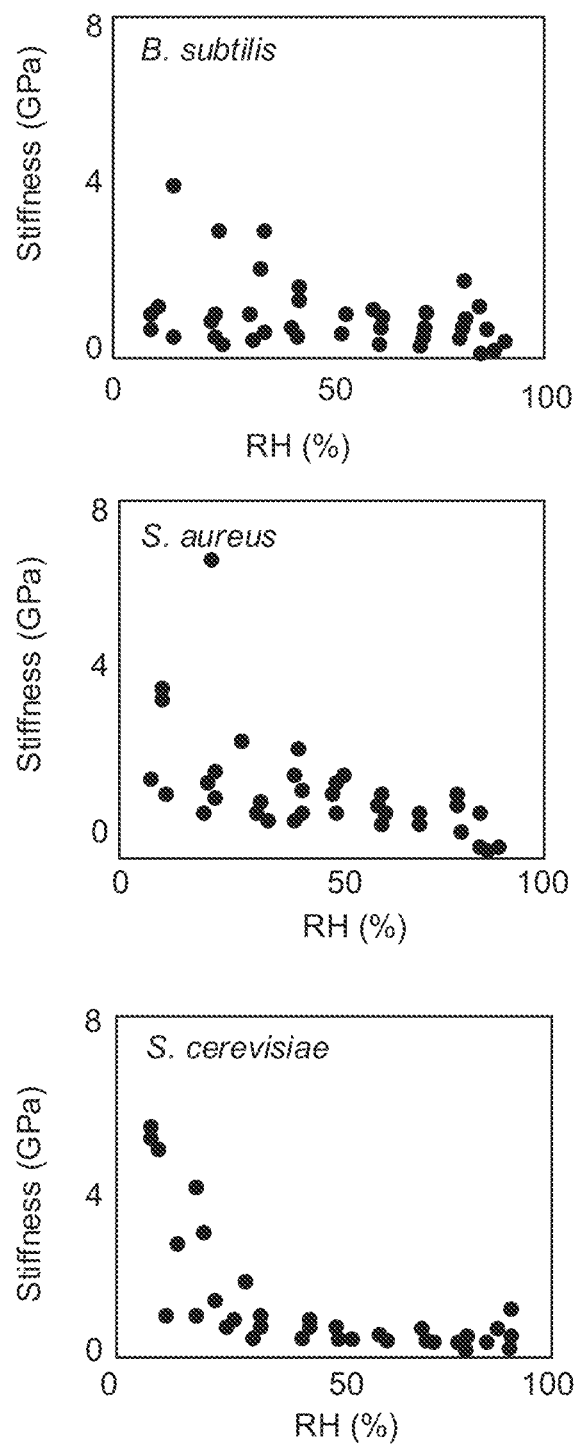 8
B. subtilis
Stiffness (GPa)
4
0
0
50
100
RH (%)
8
S. aureus
Stiffness (GPa)
4
0
0
50
100
RH (%)
8
S. cerevisiae
Stiffness (GPa)
4
0
0
50
100
RH (%)